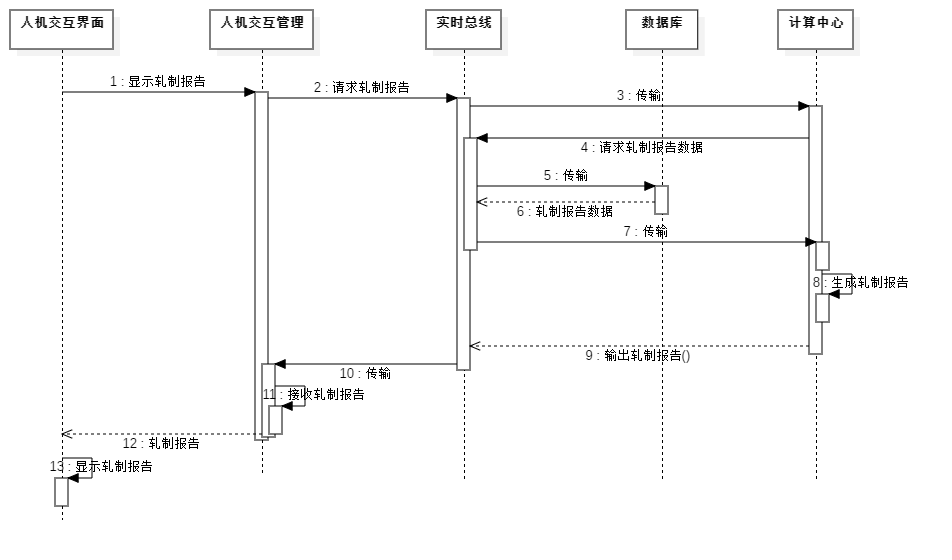 人机交互界面
人机交互管理
实时总线
数据库
计算中心
1 : 显示轧制报告
2 : 请求轧制报告
3 : 传输
4 : 请求轧制报告数据
5 : 传输
6 : 轧制报告数据
7 : 传输
8 : 生成轧制报告
9 : 输出轧制报告()
10 : 传输
11 : 接收轧制报告
12 : 轧制报告
13 : 显示轧制报告